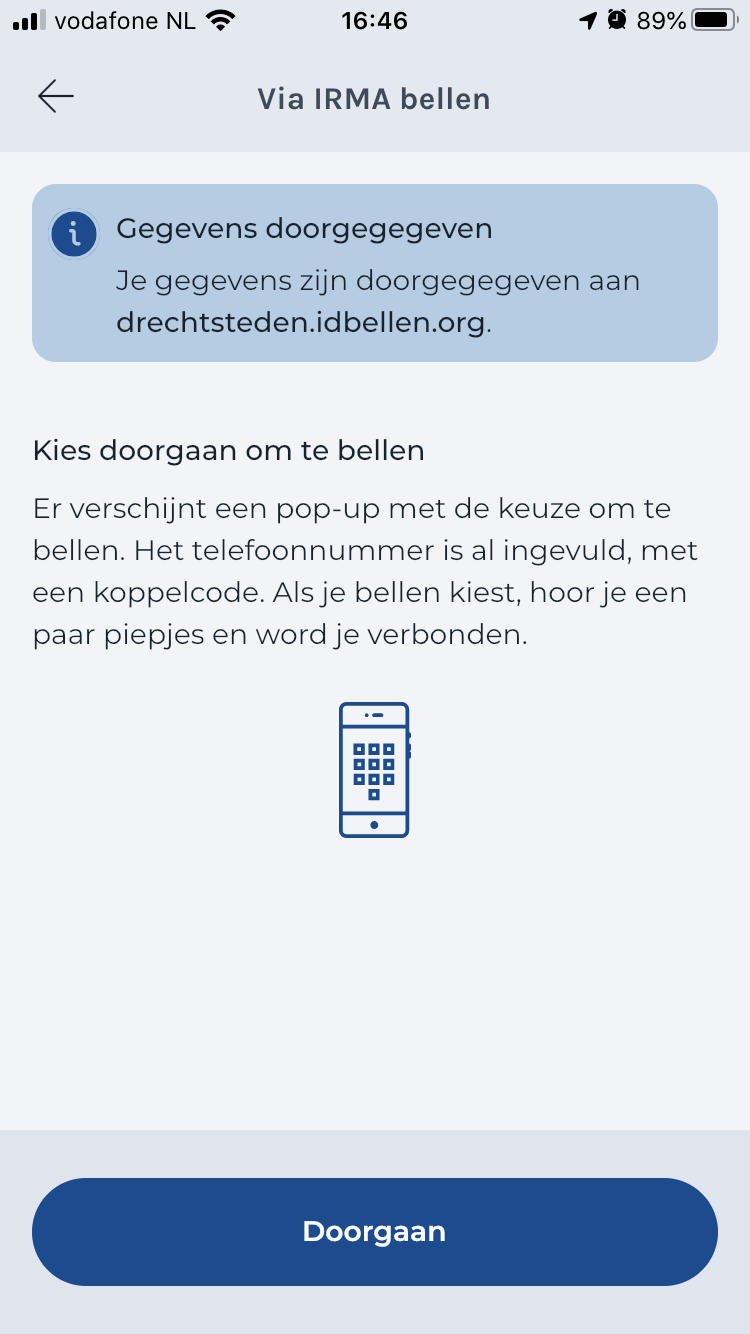 vodafone NL 16:46 89%
Via IRMA bellen
Gegevens doorgegegeven
Je gegevens zijn doorgegegeven aan
drechtsteden.idbellen.org.
Kies doorgaan om te bellen
Er verschijnt een pop-up met de keuze om te
bellen. Het telefoonnummer is al ingevuld, met
een koppelcode. Als je bellen kiest, hoor je een
paar piepjes en word je verbonden.
Doorgaan